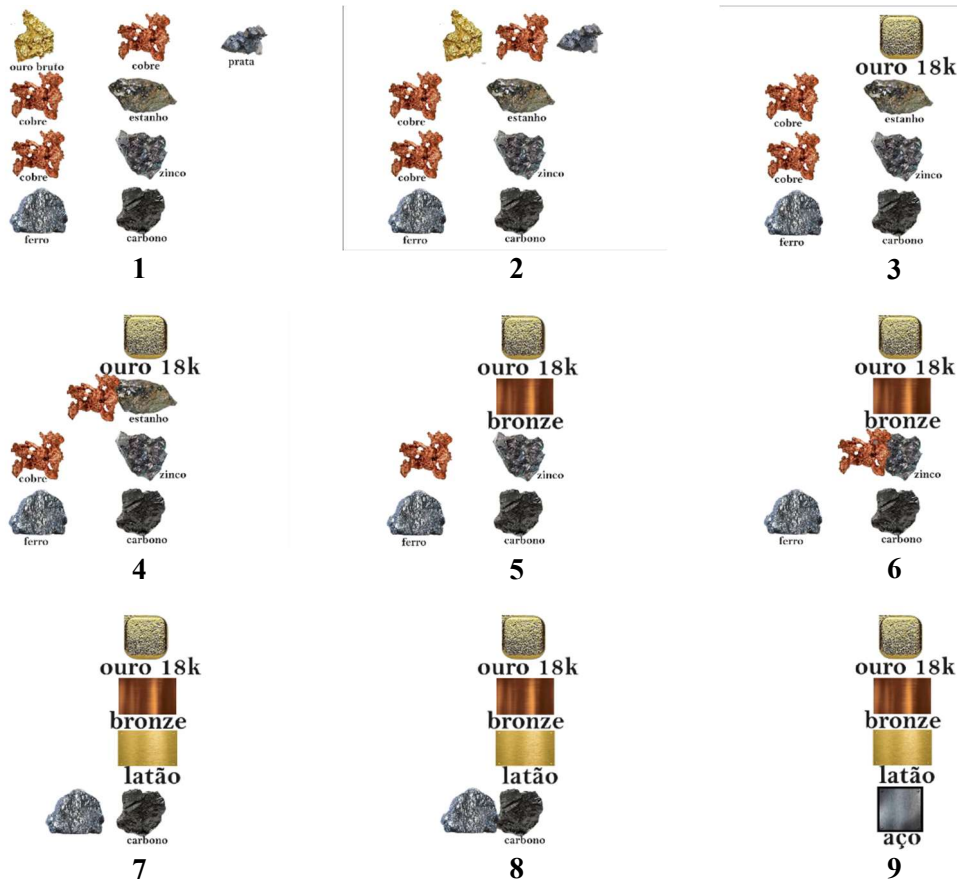 ouro bruto cobre prata
cobre estanho
cobre zinco
ferro carbono
1
cobre estanho
cobre zinco
ferro carbono
2
ouro 18k
cobre estanho
cobre zinco
ferro carbono
3
ouro 18k
estanho
cobre zinco
ferro carbono
4
ouro 18k
bronze
zinco
ferro carbono
5
ouro 18k
bronze
zinco
ferro carbono
6
ouro 18k
bronze
latão
carbono
7
ouro 18k
bronze
latão
carbono
8
ouro 18k
bronze
latão
aço
9